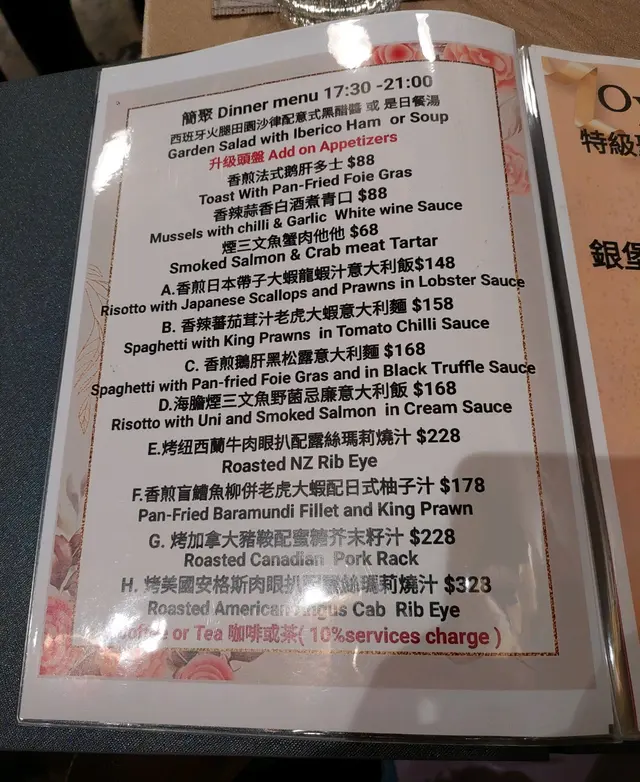 簡聚 Dinner menu 17:30 -21:00
西班牙火腿田園沙律配意式黑醋醬 或 是日餐湯
Garden Salad with Iberico Ham or Soup
升級頭盤 Add on Appetizers
香煎法式鵝肝多士 $88
Toast With Pan-Fried Foie Gras
香辣蒜香白酒煮青口 $88
Mussels with chilli & Garlic White wine Sauce
煙三文魚蟹肉他他 $68
Smoked Salmon & Crab meat Tartar
A.香煎日本帶子大蝦龍蝦汁意大利飯$148
Risotto with Japanese Scallops and Prawns in Lobster Sauce
B. 香辣蕃茄茸汁老虎大蝦意大利麵 $158
Spaghetti with King Prawns in Tomato Chilli Sauce
C. 香煎鵝肝黑松露意大利麵 $168
Spaghetti with Pan-fried Foie Gras and in Black Truffle Sauce
D.海膽煙三文魚野菌忌廉意大利飯 $168
Risotto with Uni and Smoked Salmon in Cream Sauce
E.烤纽西蘭牛肉眼扒配露絲瑪莉燒汁 $228
Roasted NZ Rib Eye
F.香煎盲鰽魚柳併老虎大蝦配日式柚子汁 $178
Pan-Fried Baramundi Fillet and King Prawn
G. 烤加拿大豬鞍配蜜糖芥末籽汁 $228
Roasted Canadian Pork Rack
H. 烤美國安格斯肉眼扒配露絲瑪莉燒汁 $328
Roasted American Angus Cab Rib Eye
Coffee or Tea 咖啡或茶( 10%services charge )
特級
銀堡